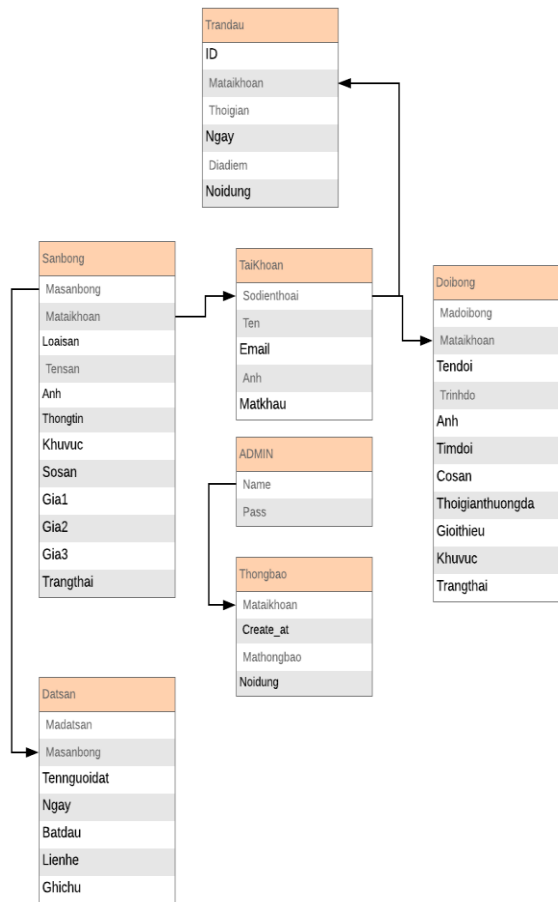 Trandau
ID
Mataikhoan
Thoigian
Ngay
Diadiem
Noidung
Sanbong
Masanbong
Mataikhoan
Loaisan
Tensan
Anh
Thongtin
Khuvuc
Sosan
Gia1
Gia2
Gia3
Trangthai
TaiKhoan
Sodienthoai
Ten
Email
Anh
Matkhau
Doibong
Madoibong
Mataikhoan
Tendoi
Trinhdo
Anh
Timdoi
Cosan
Thoigianthuongda
Gioithieu
Khuvuc
Trangthai
ADMIN
Name
Pass
Thongbao
Mataikhoan
Create_at
Mathongbao
Noidung
Datsan
Madatsan
Masanbong
Tennguoidat
Ngay
Batdau
Lienhe
Ghichu